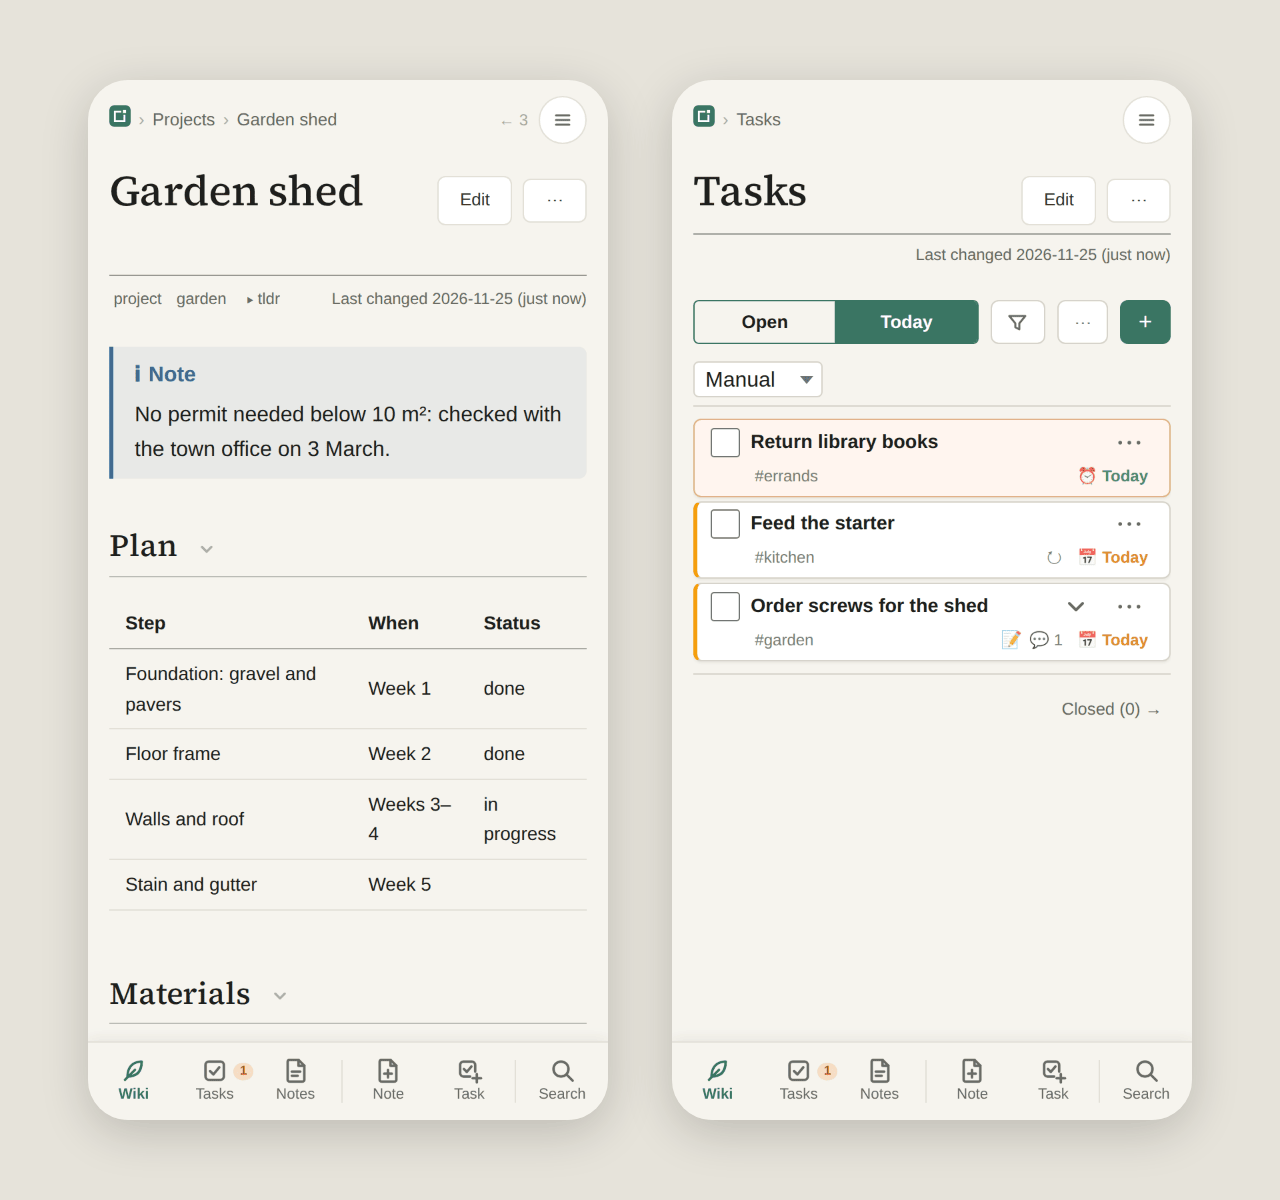 › Projects › Garden shed
← 3
Garden shed
Edit
...
project garden ▸ tldr
Last changed 2026-11-25 (just now)
Note
No permit needed below 10 m²: checked with
the town office on 3 March.
Plan
Step When Status
Foundation: gravel and
pavers
Week 1
done
Floor frame Week 2 done
Walls and roof
Weeks 3–
4
in
progress
Stain and gutter Week 5
Materials
Wiki
Tasks 1
Notes
Note
Task
Search
› Tasks
Tasks
Edit
...
Last changed 2026-11-25 (just now)
Open
Today
...
+
Manual
Return library books
#errands
⏰ Today
Feed the starter
#kitchen
📅 Today
Order screws for the shed
#garden
📝 💬 1 📅 Today
Closed (0) →
Wiki
Tasks 1
Notes
Note
Task
Search